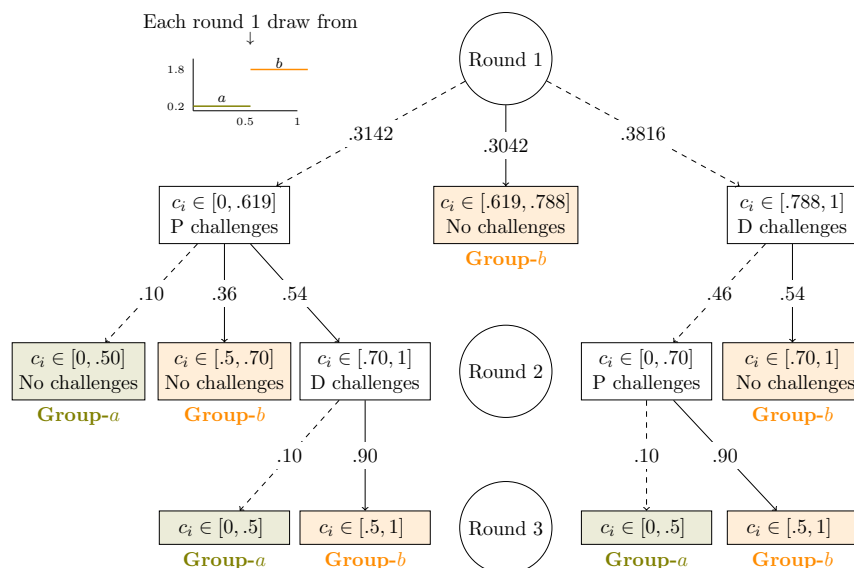 Each round 1 draw from
↓
1.8
b
a
0.2
0.5
1
Round 1
.3142
.3042
.3816
c_i ∈ [0, .619]
P challenges
c_i ∈ [.619, .788]
No challenges
Group-b
c_i ∈ [.788, 1]
D challenges
.10
.36
.54
.46
.54
c_i ∈ [0, .50]
No challenges
Group-a
c_i ∈ [.5, .70]
No challenges
Group-b
c_i ∈ [.70, 1]
D challenges
Round 2
c_i ∈ [0, .70]
P challenges
c_i ∈ [.70, 1]
No challenges
Group-b
.10
.90
.10
.90
c_i ∈ [0, .5]
Group-a
c_i ∈ [.5, 1]
Group-b
Round 3
c_i ∈ [0, .5]
Group-a
c_i ∈ [.5, 1]
Group-b